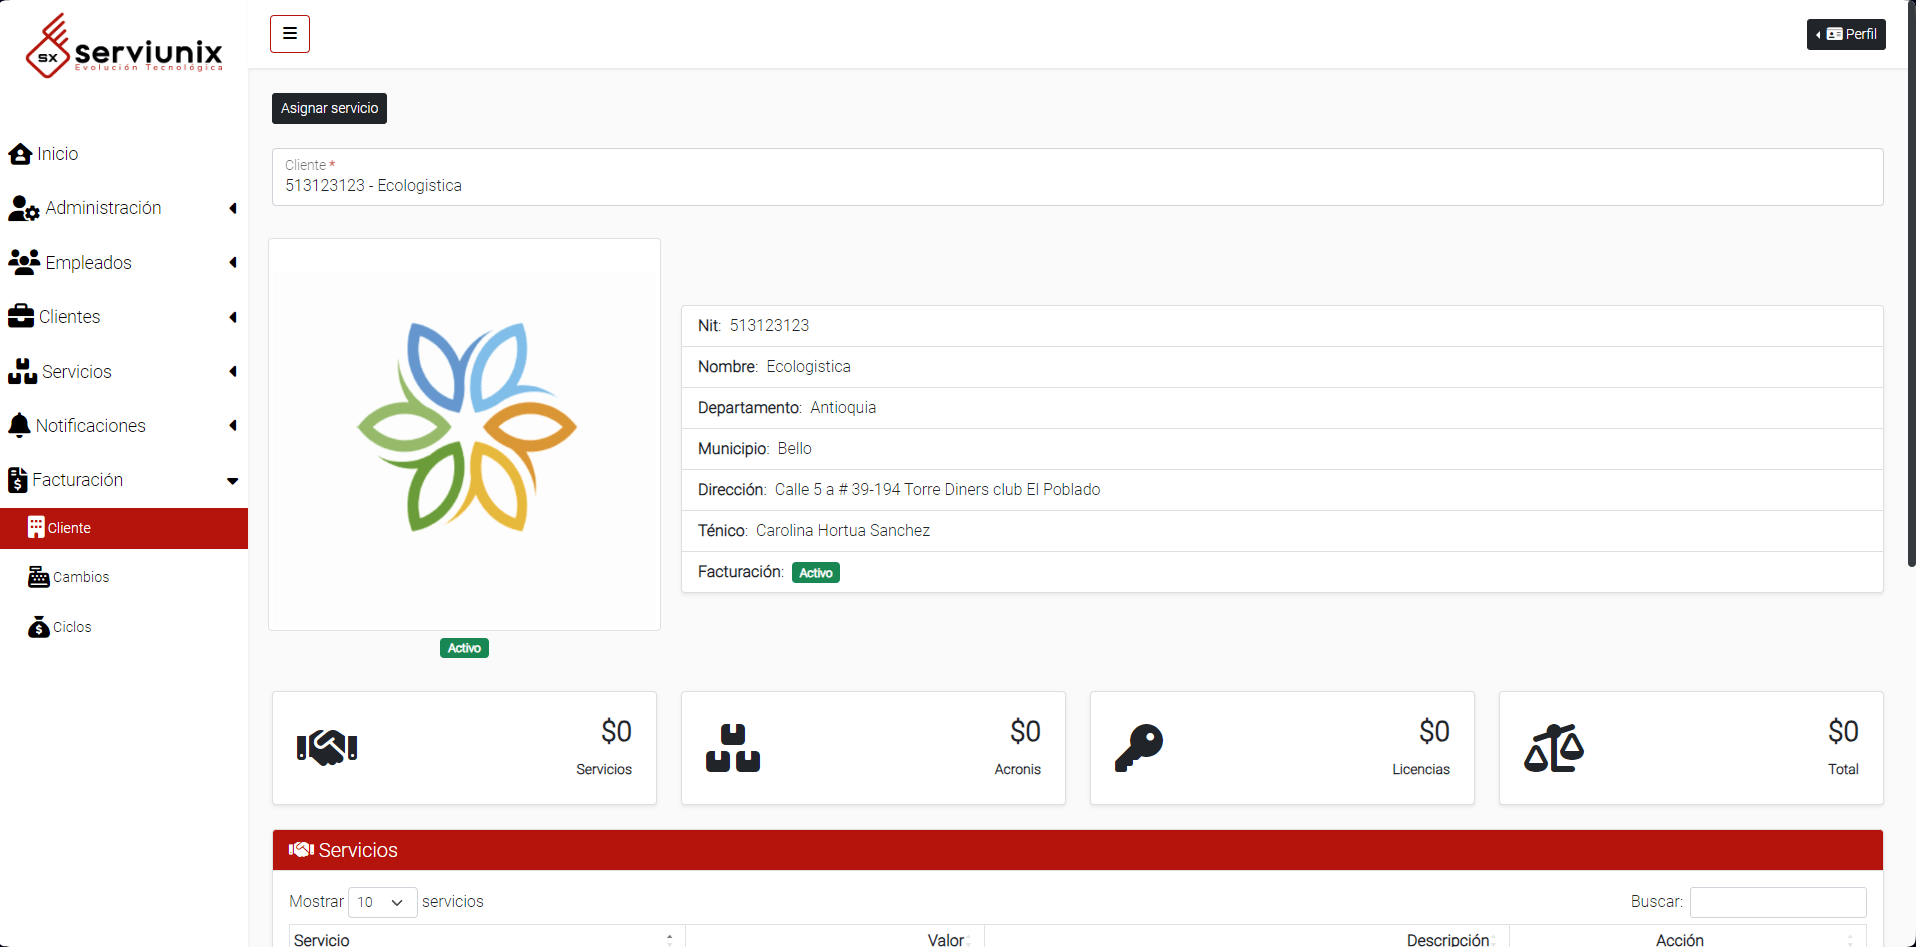 SX serviunix
Evolución Tecnológica
Perfil
Inicio
Administración
Empleados
Clientes
Servicios
Notificaciones
Facturación
Cliente
Cambios
Ciclos
Asignar servicio
Cliente *
513123123 - Ecologistica
Activo
Nit: 513123123
Nombre: Ecologistica
Departamento: Antioquia
Municipio: Bello
Dirección: Calle 5 a # 39-194 Torre Diners club El Poblado
Ténico: Carolina Hortua Sanchez
Facturación: Activo
$0
Servicios
$0
Acronis
$0
Licencias
$0
Total
Servicios
Mostrar 10 servicios
Buscar:
Servicio Valor Descripción Acción